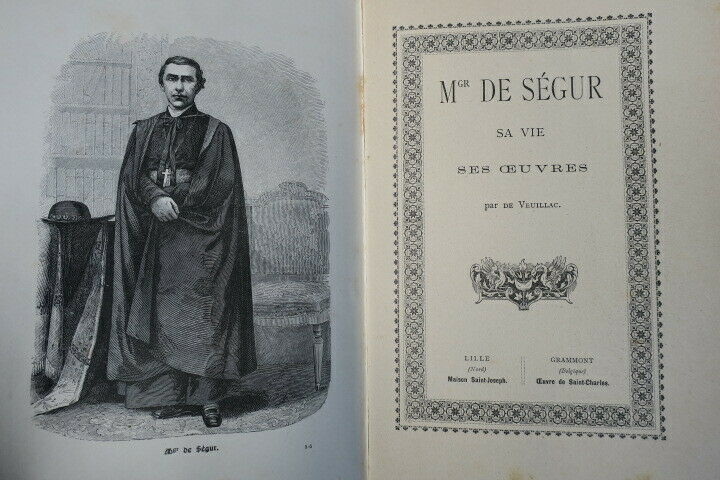 Mgr de Ségur.
MGR DE SÉGUR
SA VIE
SES ŒUVRES
par DE VEUILLAC.
LILLE
(Nord)
Maison Saint-Joseph.
GRAMMONT
(Belgique)
Œuvre de Saint-Charles.